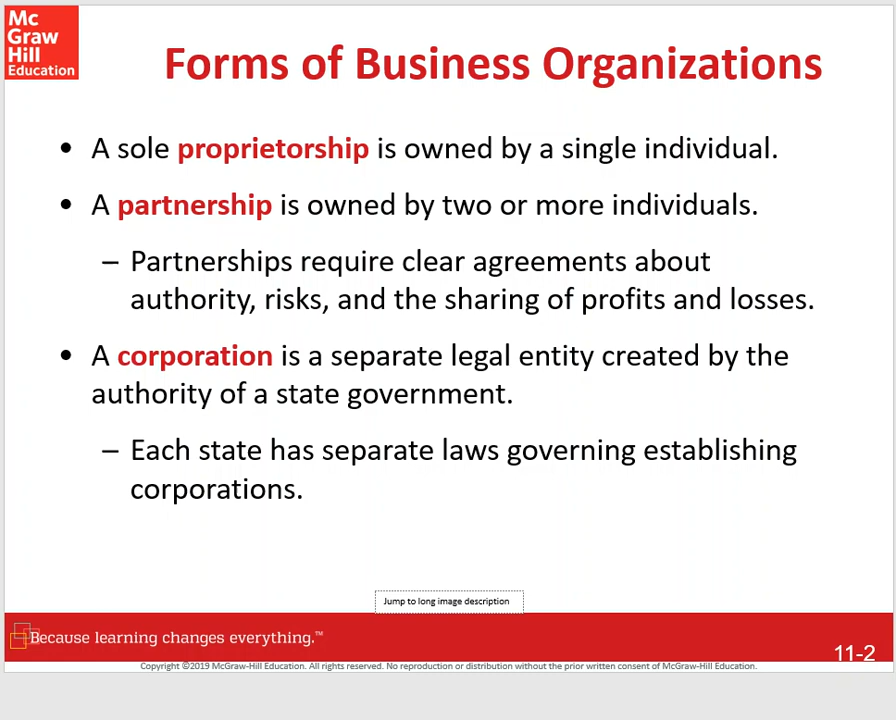 Mc
Graw
Hill
Education
Forms of Business Organizations
• A sole proprietorship is owned by a single individual.
• A partnership is owned by two or more individuals.
– Partnerships require clear agreements about
authority, risks, and the sharing of profits and losses.
• A corporation is a separate legal entity created by the
authority of a state government.
– Each state has separate laws governing establishing
corporations.
Jump to long image description
Because learning changes everything.™
11-2
Copyright ©2019 McGraw-Hill Education. All rights reserved. No reproduction or distribution without the prior written consent of McGraw-Hill Education.